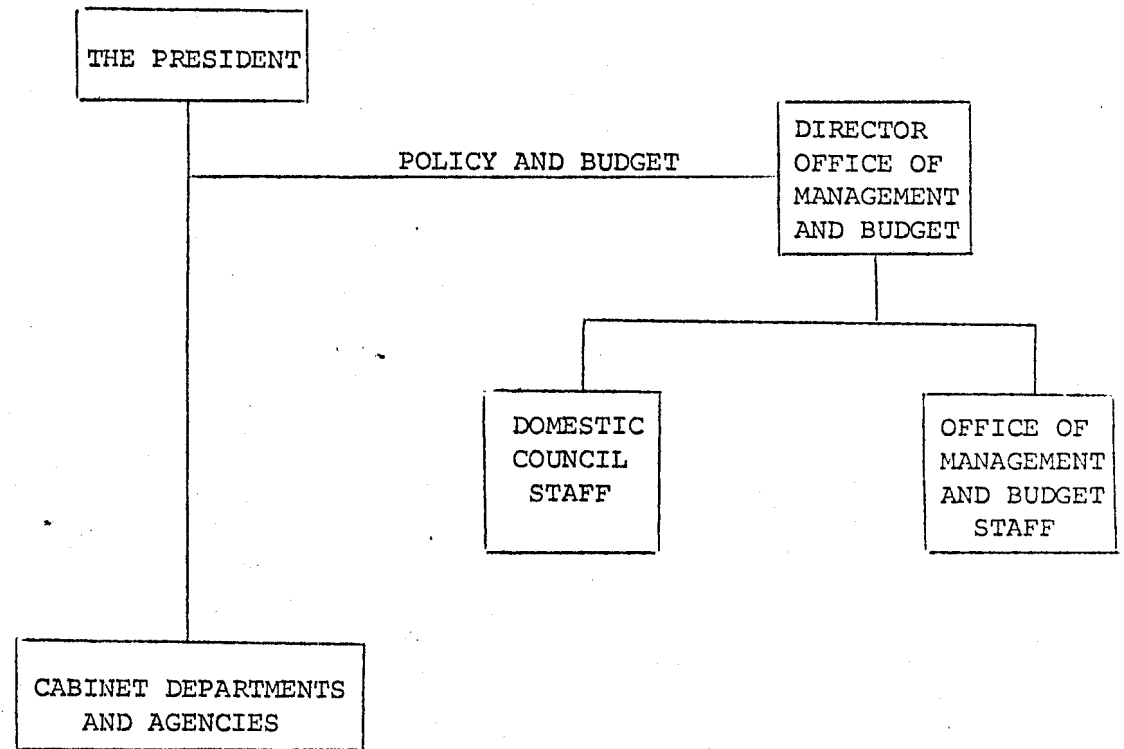 THE PRESIDENT
POLICY AND BUDGET
DIRECTOR
OFFICE OF
MANAGEMENT
AND BUDGET
DOMESTIC
COUNCIL
STAFF
OFFICE OF
MANAGEMENT
AND BUDGET
STAFF
CABINET DEPARTMENTS
AND AGENCIES